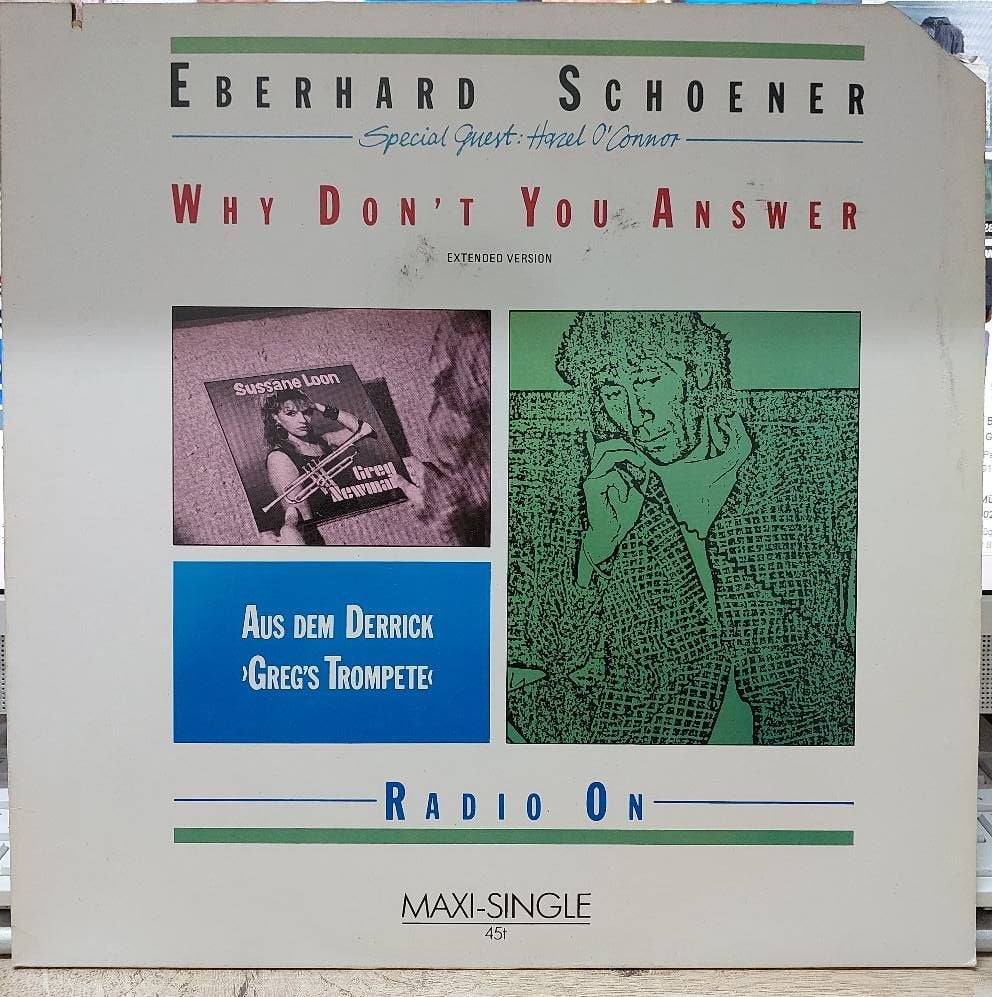 EBERHARD SCHOENER
Special Guest: Hazel O'Connor
WHY DON'T YOU ANSWER
EXTENDED VERSION
Sussane Loon
Greg
Newman
AUS DEM DERRICK
›GREG'S TROMPETE‹
RADIO ON
MAXI-SINGLE
45t